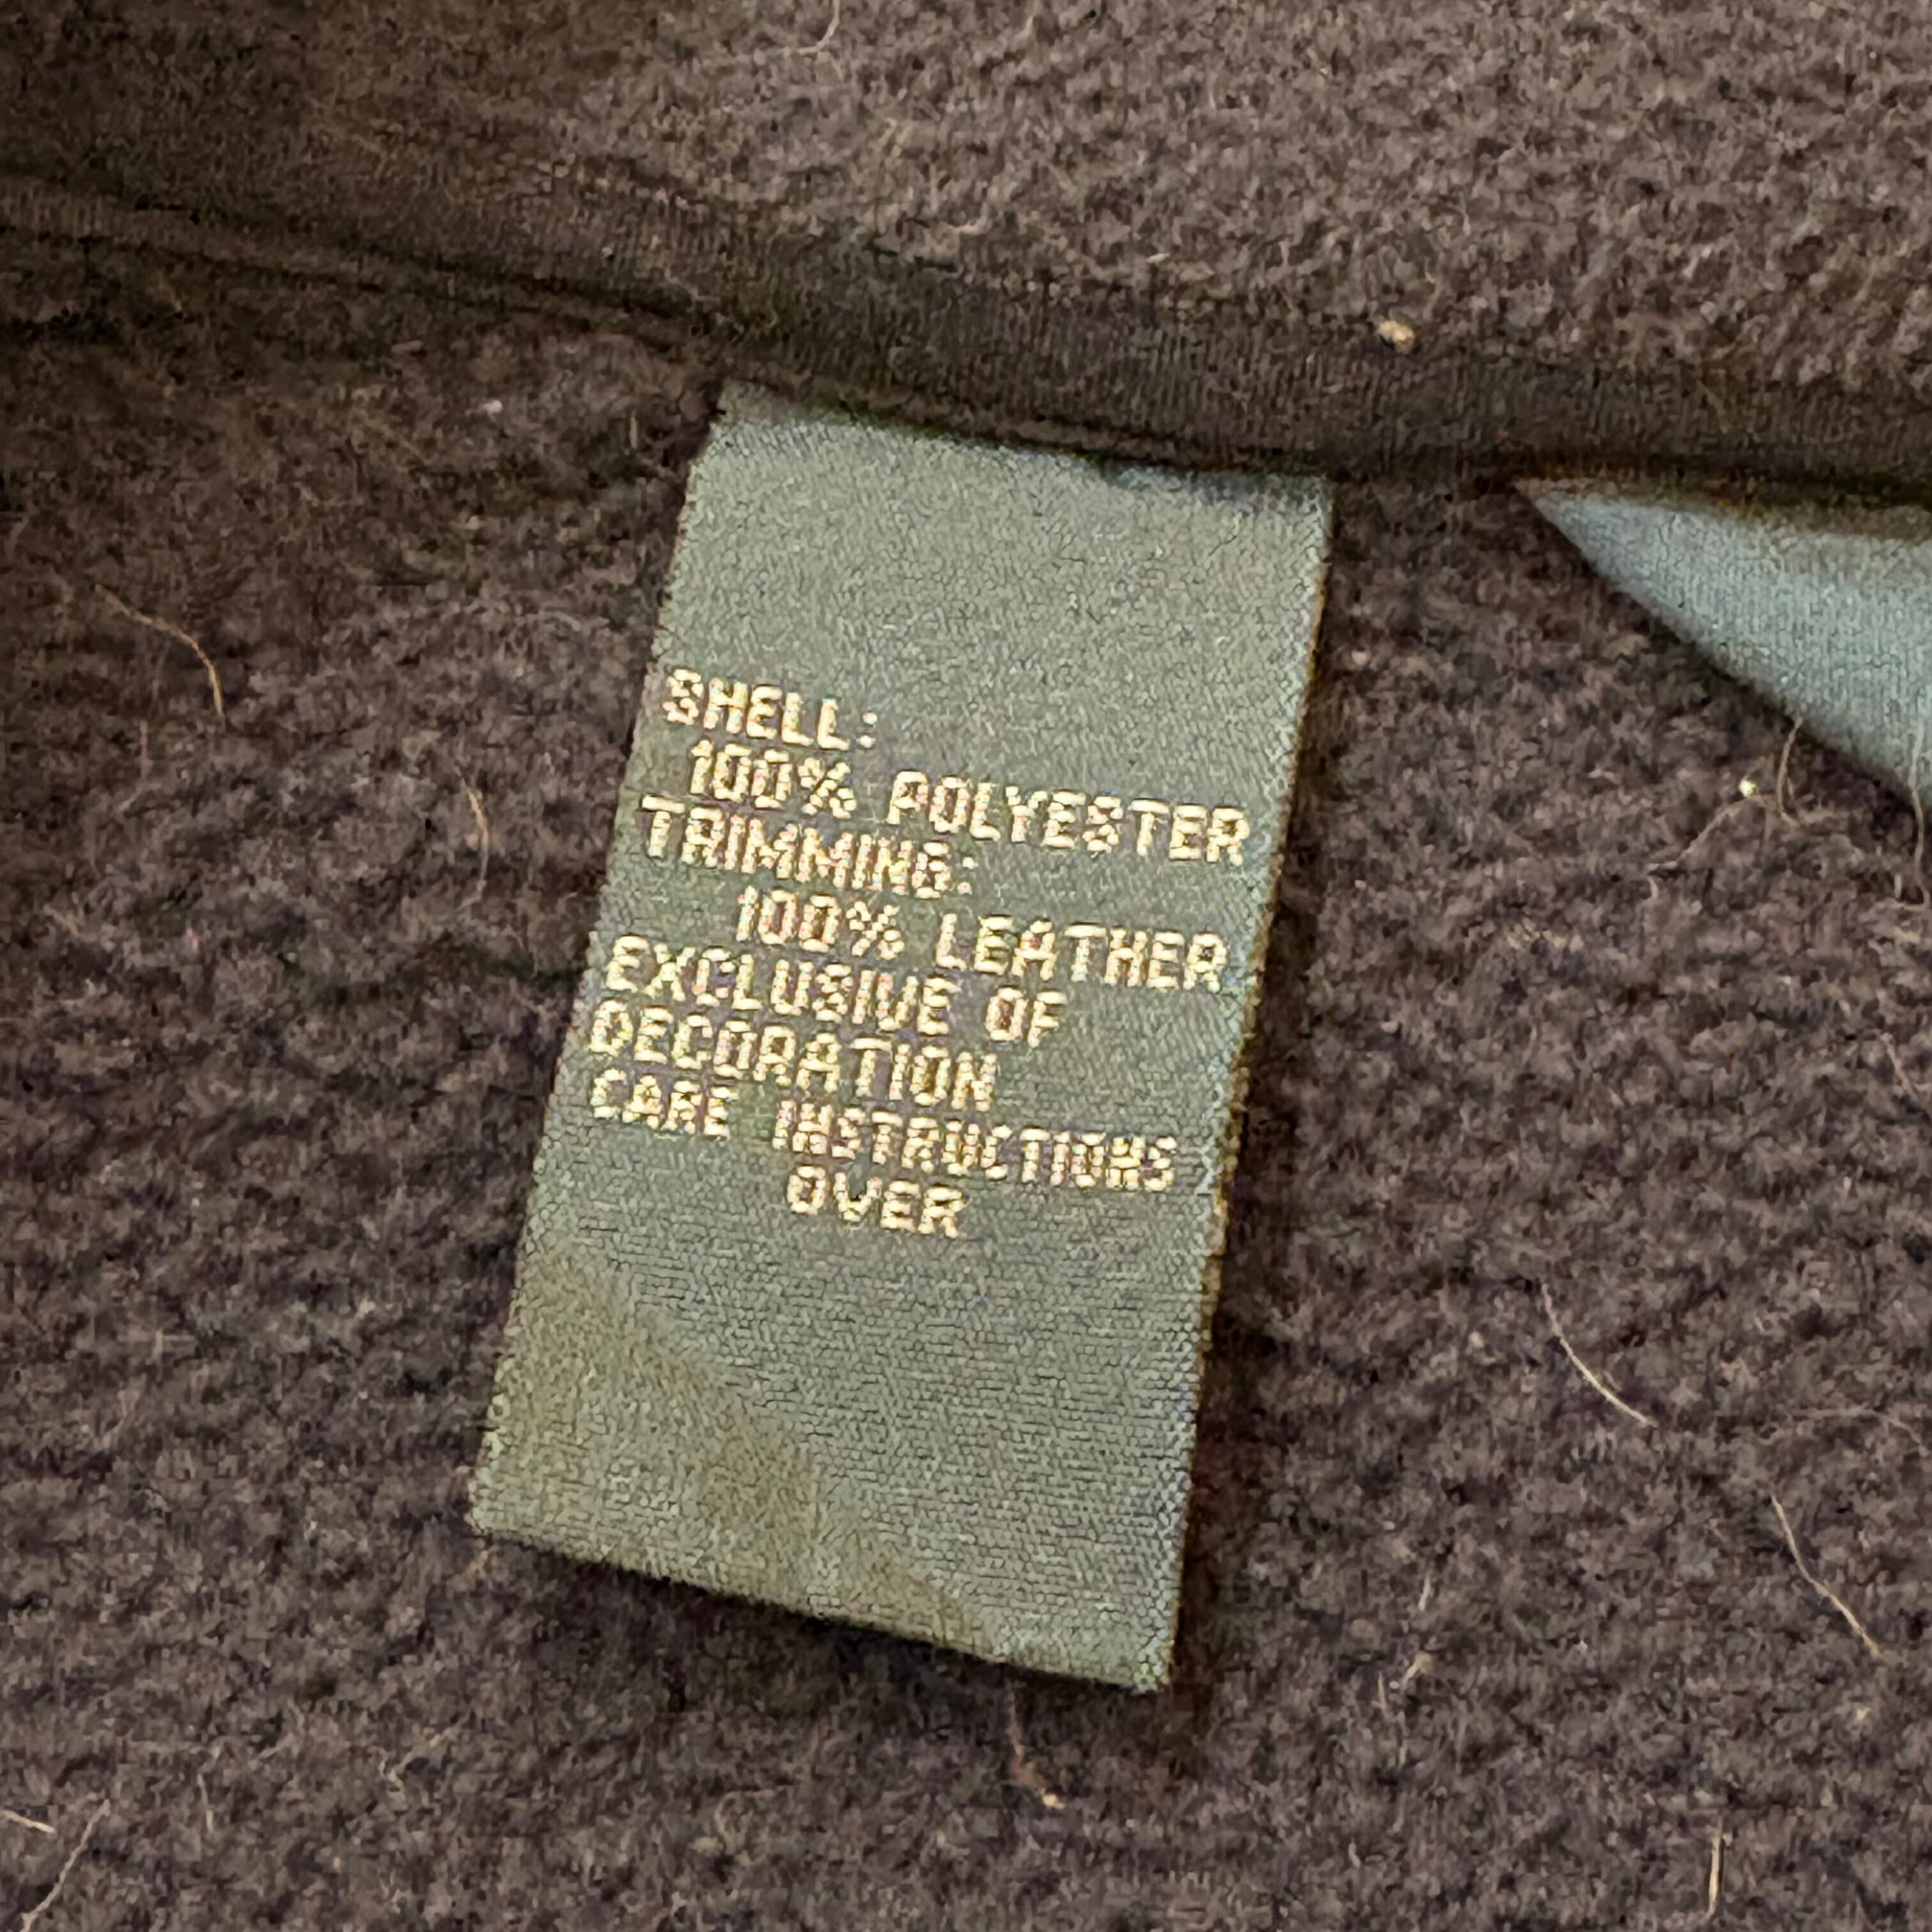 SHELL:
100% POLYESTER
TRIMMING:
100% LEATHER
EXCLUSIVE OF
DECORATION
CARE INSTRUCTIONS
OVER